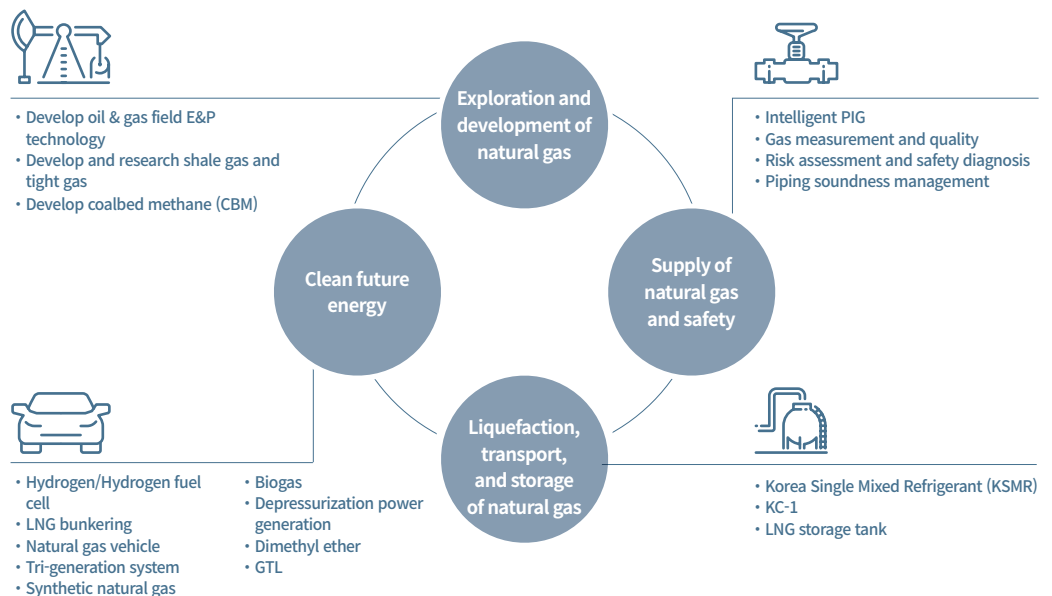 Exploration and
development of
natural gas
• Develop oil & gas field E&P
technology
• Develop and research shale gas and
tight gas
• Develop coalbed methane (CBM)
• Intelligent PIG
• Gas measurement and quality
• Risk assessment and safety diagnosis
• Piping soundness management
Clean future
energy
Supply of
natural gas
and safety
Liquefaction,
transport,
and storage
of natural gas
• Hydrogen/Hydrogen fuel
cell
• LNG bunkering
• Natural gas vehicle
• Tri-generation system
• Synthetic natural gas
• Biogas
• Depressurization power
generation
• Dimethyl ether
• GTL
• Korea Single Mixed Refrigerant (KSMR)
• KC-1
• LNG storage tank